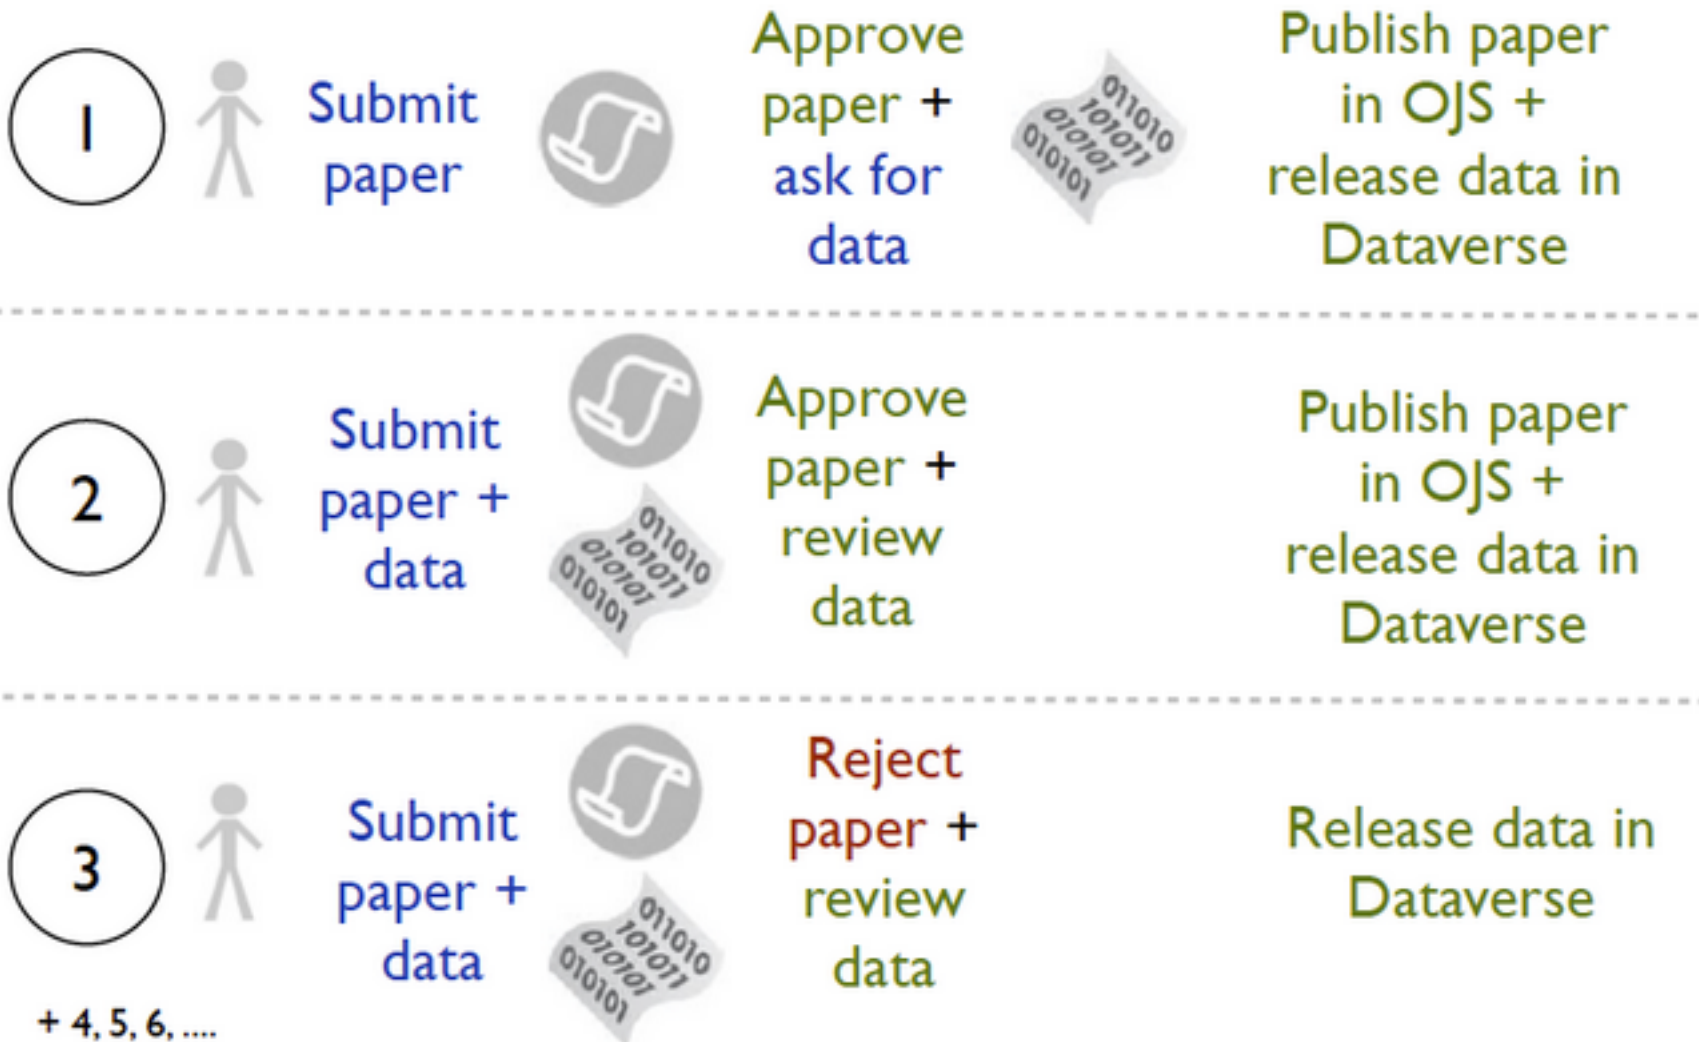 1
Submit
paper
Approve
paper +
ask for
data
011010
101011
010101
010101
Publish paper
in OJS +
release data in
Dataverse
2
Submit
paper +
data
011010
101011
010101
010101
Approve
paper +
review
data
Publish paper
in OJS +
release data in
Dataverse
3
Submit
paper +
data
011010
101011
010101
010101
Reject
paper +
review
data
Release data in
Dataverse
+ 4, 5, 6, ....